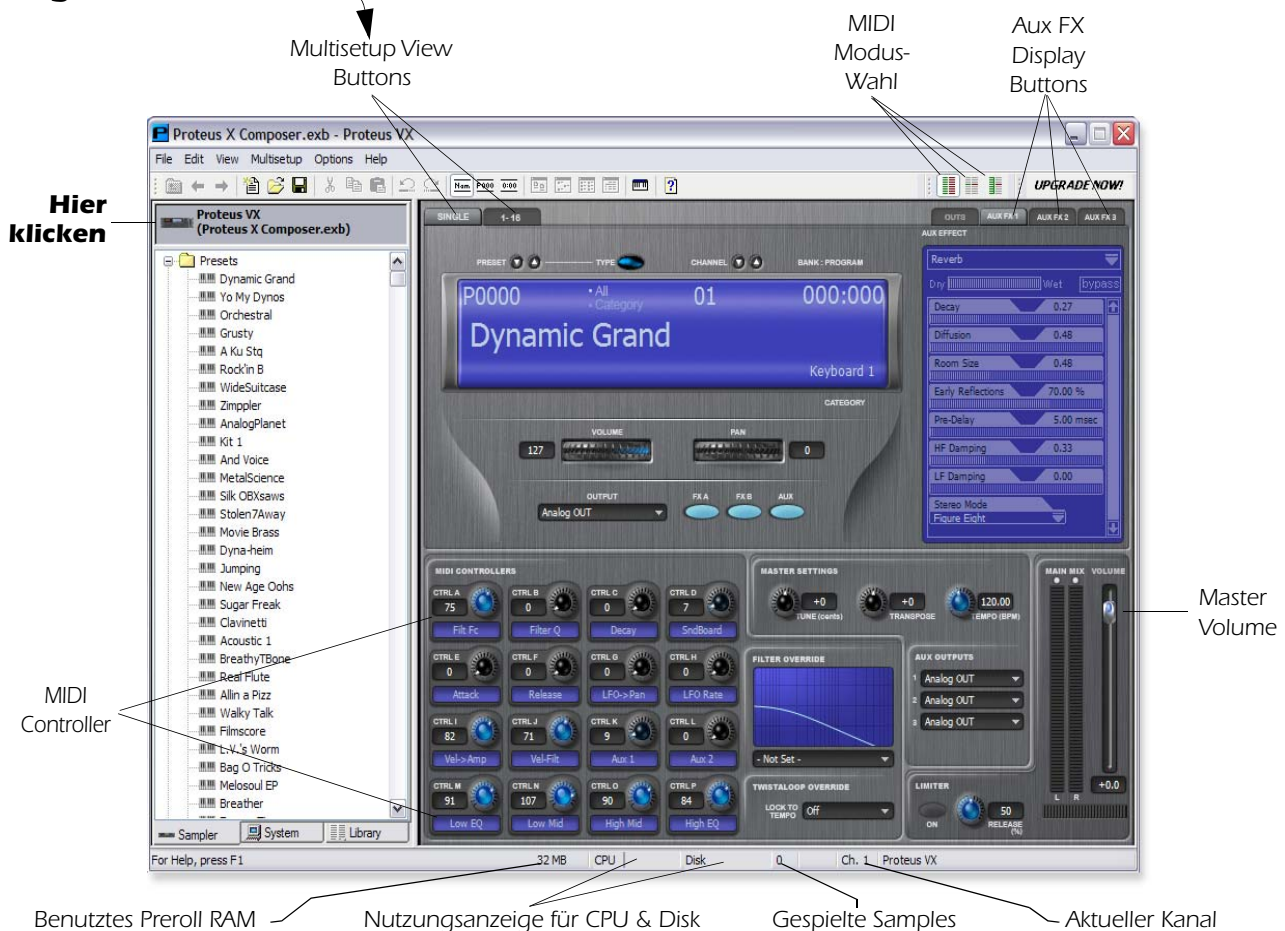 MIDI
Modus-
Wahl
Aux FX
Display
Buttons
Multisetup View
Buttons
Proteus X Composer.exb - Proteus VX
File Edit View Multisetup Options Help
Nam P000 0:00
UPGRADE NOW!
Hier
klicken
Proteus VX
(Proteus X Composer.exb)
Presets
Dynamic Grand
Yo My Dynos
Orchestral
Grusty
A Ku Stq
Rock'in B
WideSuitcase
Zimppler
AnalogPlanet
Kit 1
And Voice
MetalScience
Silk OBXsaws
Stolen7Away
Movie Brass
Dyna-heim
Jumping
New Age Oohs
Sugar Freak
Clavinetti
Acoustic 1
BreathyTBone
Real Flute
Allin a Pizz
Walky Talk
Filmscore
L.V.'s Worm
Bag O Tricks
Melosoul EP
Breather
Sampler System Library
SINGLE 1-16
OUTS AUX FX 1 AUX FX 2 AUX FX 3
PRESET TYPE CHANNEL BANK : PROGRAM
P0000 • All 01 000:000
• Category
Dynamic Grand
Keyboard 1
CATEGORY
VOLUME PAN
127 0
OUTPUT FX A FX B AUX
Analog OUT
AUX EFFECT
Reverb
Dry Wet bypass
Decay 0.27
Diffusion 0.48
Room Size 0.48
Early Reflections 70.00 %
Pre-Delay 5.00 msec
HF Damping 0.33
LF Damping 0.00
Stereo Mode
Figure Eight
MIDI CONTROLLERS
CTRL A CTRL B CTRL C CTRL D
75 0 0 7
Filt Fc Filter Q Decay SndBoard
CTRL E CTRL F CTRL G CTRL H
0 0 0 0
Attack Release LFO->Pan LFO Rate
CTRL I CTRL J CTRL K CTRL L
82 71 9 0
Vel->Amp Vel-Filt Aux 1 Aux 2
CTRL M CTRL N CTRL O CTRL P
91 107 90 84
Low EQ Low Mid High Mid High EQ
MASTER SETTINGS
+0 +0 120.00
TUNE (cents) TRANSPOSE TEMPO (BPM)
FILTER OVERRIDE
- Not Set -
TWISTALOOP OVERRIDE
LOCK TO
TEMPO Off
AUX OUTPUTS
1 Analog OUT
2 Analog OUT
3 Analog OUT
LIMITER
50
ON RELEASE
(%)
MAIN MIX VOLUME
L R +0.0
Master
Volume
MIDI
Controller
For Help, press F1 32 MB CPU Disk 0 Ch. 1 Proteus VX
Benutztes Preroll RAM
Nutzungsanzeige für CPU & Disk
Gespielte Samples
Aktueller Kanal